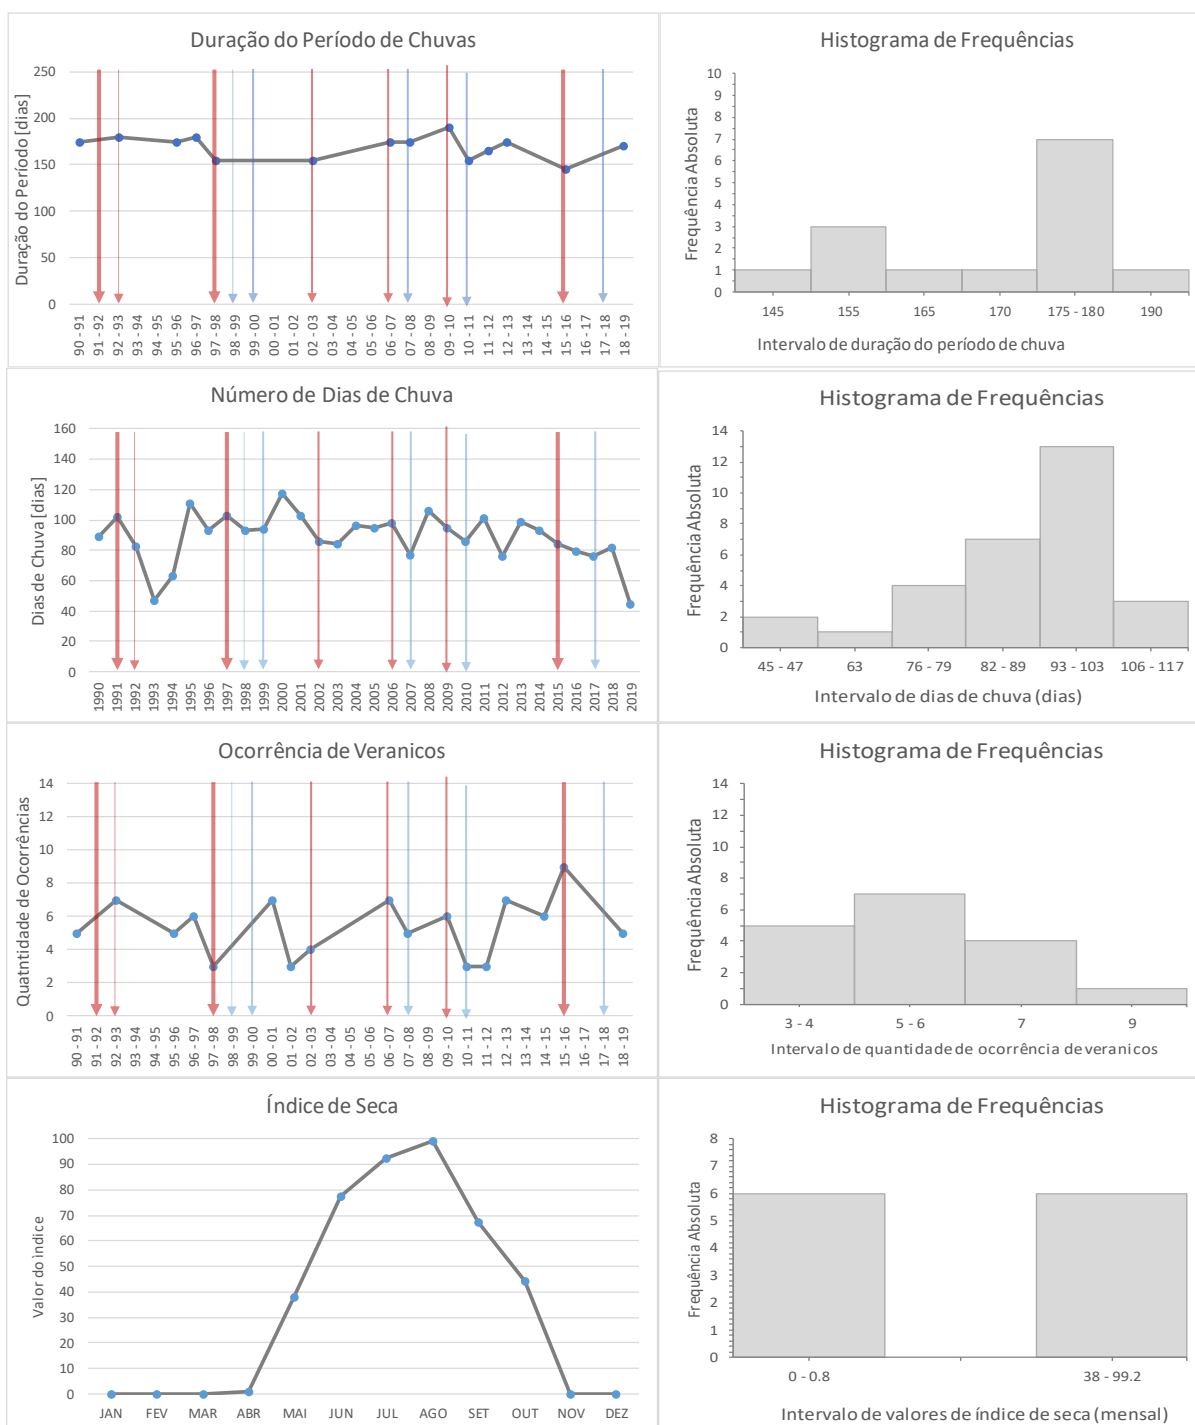 Duração do Período de Chuvas
Duração do Período [dias]
250
200
150
100
50
0
90 - 91
91 - 92
92 - 93
93 - 94
94 - 95
95 - 96
96 - 97
97 - 98
98 - 99
99 - 00
00 - 01
01 - 02
02 - 03
03 - 04
04 - 05
05 - 06
06 - 07
07 - 08
08 - 09
09 - 10
10 - 11
11 - 12
12 - 13
13 - 14
14 - 15
15 - 16
16 - 17
17 - 18
18 - 19
Histograma de Frequências
Frequência Absoluta
10
9
8
7
6
5
4
3
2
1
0
145 155 165 170 175 - 180 190
Intervalo de duração do período de chuva
Número de Dias de Chuva
Dias de Chuva [dias]
160
140
120
100
80
60
40
20
0
1990
1991
1992
1993
1994
1995
1996
1997
1998
1999
2000
2001
2002
2003
2004
2005
2006
2007
2008
2009
2010
2011
2012
2013
2014
2015
2016
2017
2018
2019
Histograma de Frequências
Frequência Absoluta
14
12
10
8
6
4
2
0
45 - 47 63 76 - 79 82 - 89 93 - 103 106 - 117
Intervalo de dias de chuva (dias)
Ocorrência de Veranicos
Quatntidade de Ocorrências
14
12
10
8
6
4
2
0
90 - 91
91 - 92
92 - 93
93 - 94
94 - 95
95 - 96
96 - 97
97 - 98
98 - 99
99 - 00
00 - 01
01 - 02
02 - 03
03 - 04
04 - 05
05 - 06
06 - 07
07 - 08
08 - 09
09 - 10
10 - 11
11 - 12
12 - 13
13 - 14
14 - 15
15 - 16
16 - 17
17 - 18
18 - 19
Histograma de Frequências
Frequência Absoluta
14
12
10
8
6
4
2
0
3 - 4 5 - 6 7 9
Intervalo de quantidade de ocorrência de veranicos
Índice de Seca
Valor do indice
100
90
80
70
60
50
40
30
20
10
0
JAN FEV MAR ABR MAI JUN JUL AGO SET OUT NOV DEZ
Histograma de Frequências
Frequência Absoluta
8
7
6
5
4
3
2
1
0
0 - 0.8 38 - 99.2
Intervalo de valores de índice de seca (mensal)